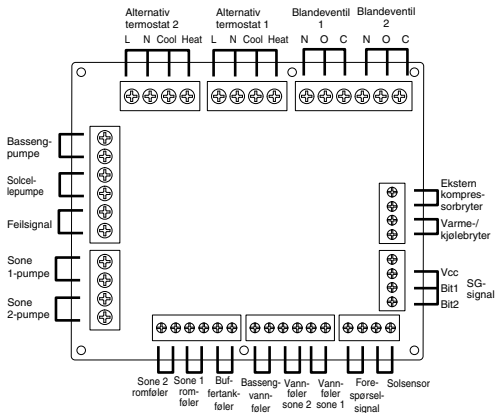 Alternativ
termostat 2
Alternativ
termostat 1
Blandeventil
1
Blandeventil
2
L N Cool Heat
L N Cool Heat
N O C
N O C
Basseng-
pumpe
Solcel-
lepumpe
Feilsignal
Sone
1-pumpe
Sone
2-pumpe
Ekstern
kompres-
sorbryter
Varme-/
kjølebryter
Vcc
Bit1
Bit2
SG-
signal
Sone 2
romføler
Sone 1
rom-
føler
Buf-
fertank-
føler
Basseng-
vann-
føler
Vann-
føler
sone 2
Vann-
føler
sone 1
Fore-
spørsel-
signal
Solsensor